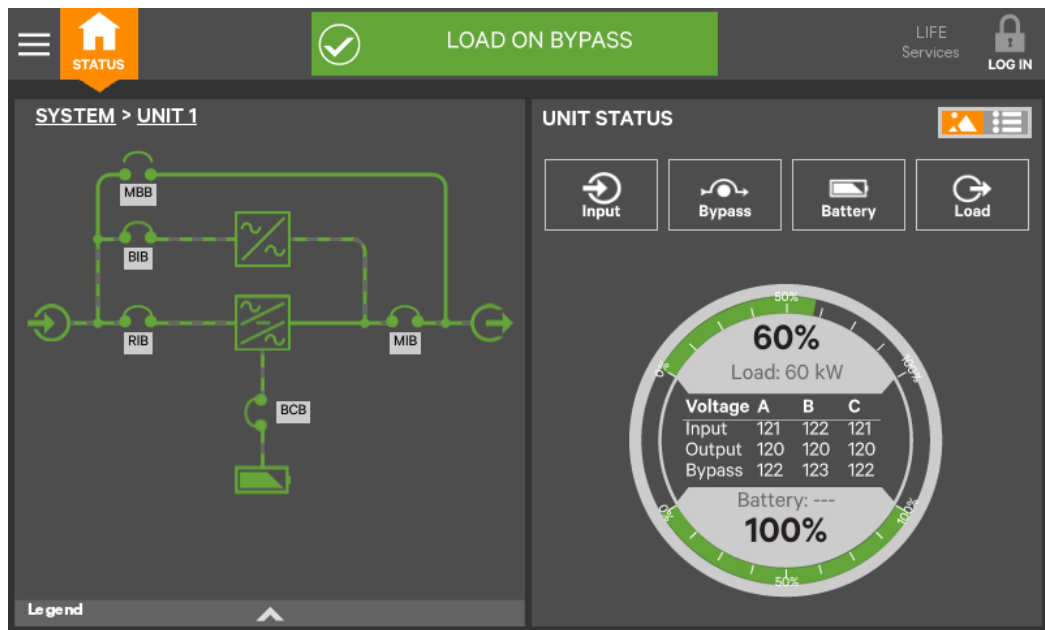 STATUS
LOAD ON BYPASS
LIFE
Services
LOG IN
SYSTEM > UNIT 1
MBB
BIB
RIB
MIB
BCB
Legend
UNIT STATUS
Input
Bypass
Battery
Load
0%
50%
100%
60%
Load: 60 kW
Voltage A B C
Input 121 122 121
Output 120 120 120
Bypass 122 123 122
Battery: ---
100%
0%
50%
100%